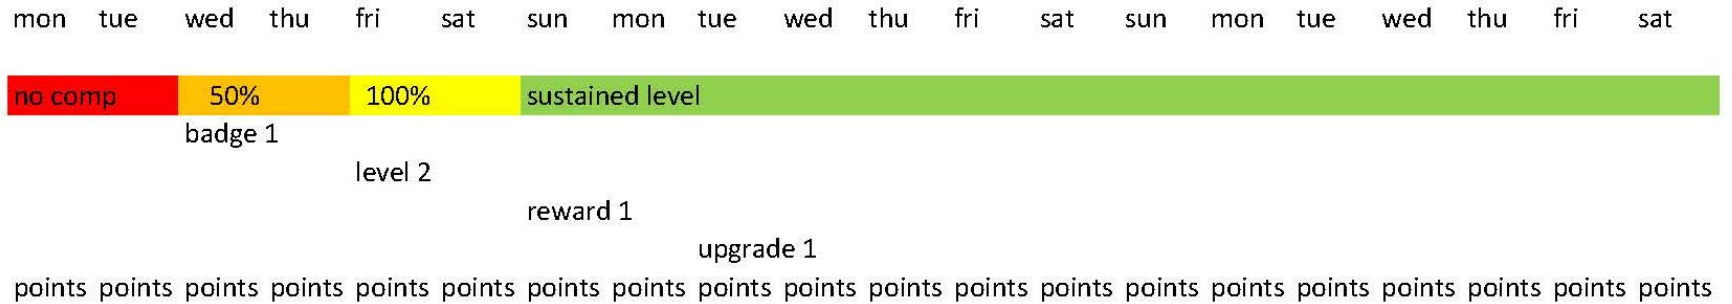 mon tue wed thu fri sat sun mon tue wed thu fri sat sun mon tue wed thu fri sat
no comp 50% 100% sustained level
badge 1
level 2
reward 1
upgrade 1
points points points points points points points points points points points points points points points points points points points points